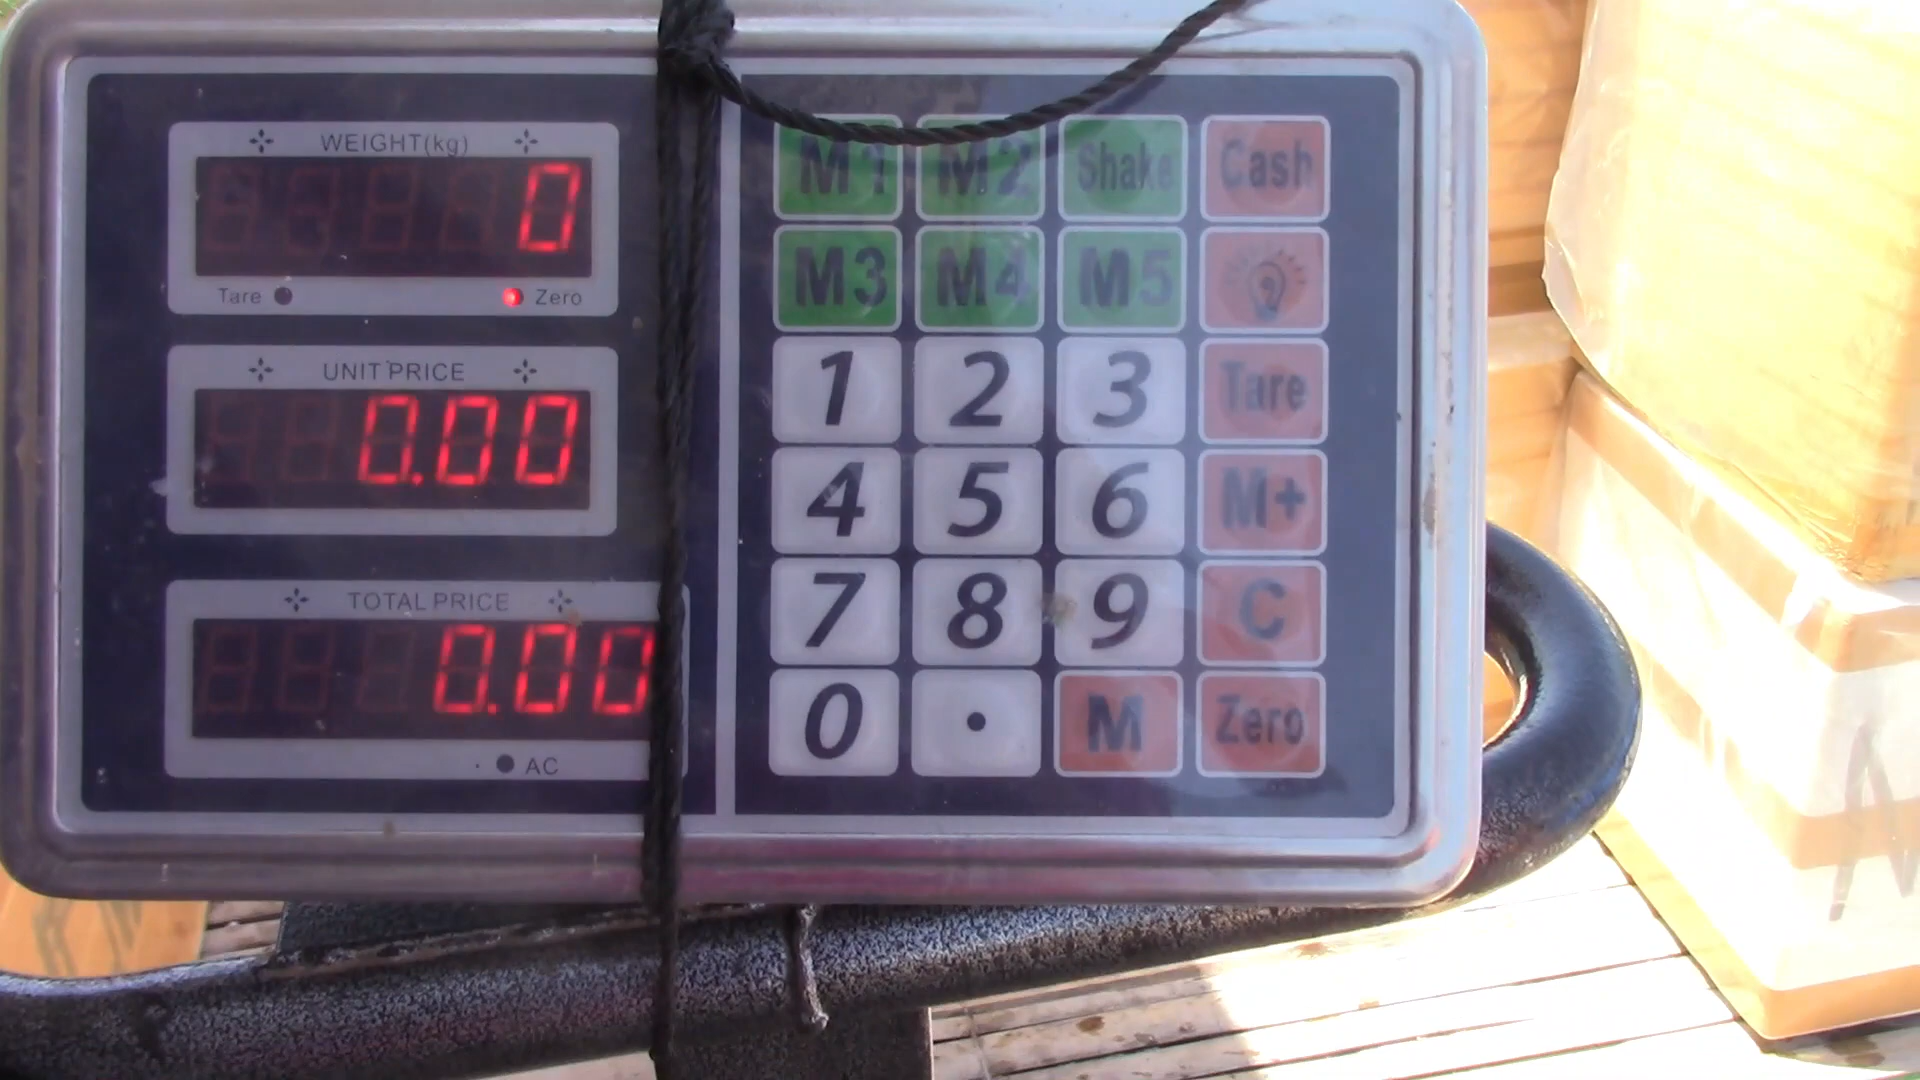 WEIGHT(kg)
0
Tare Zero
UNIT PRICE
0.00
TOTAL PRICE
0.00
AC
M1 M2 Shake Cash
M3 M4 M5
1 2 3 Tare
4 5 6 M+
7 8 9 C
0 . M Zero